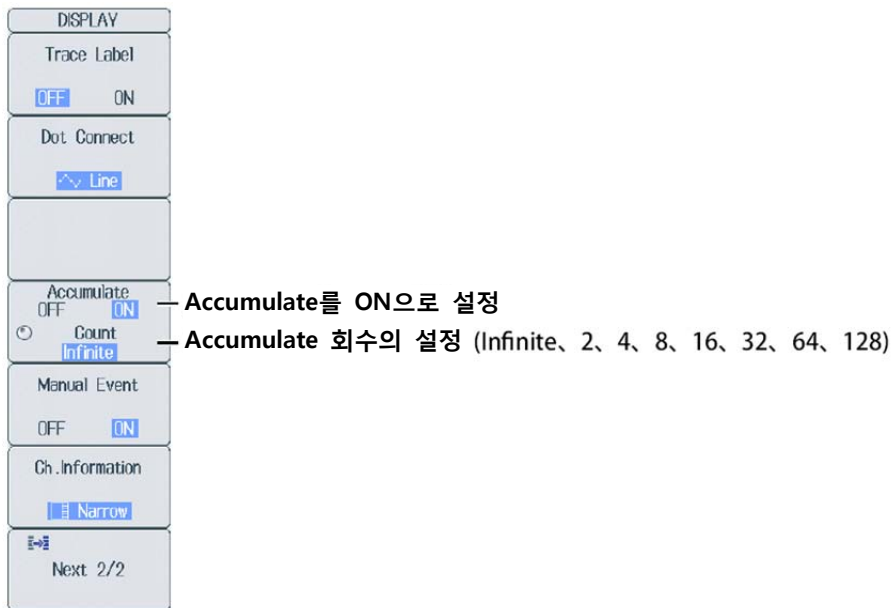 DISPLAY
Trace Label
OFF ON
Dot Connect
Line
Accumulate
OFF ON
Accumulate를 ON으로 설정
Count
Infinite
Accumulate 회수의 설정 (Infinite、2、4、8、16、32、64、128)
Manual Event
OFF ON
Ch.Information
Narrow
Next 2/2